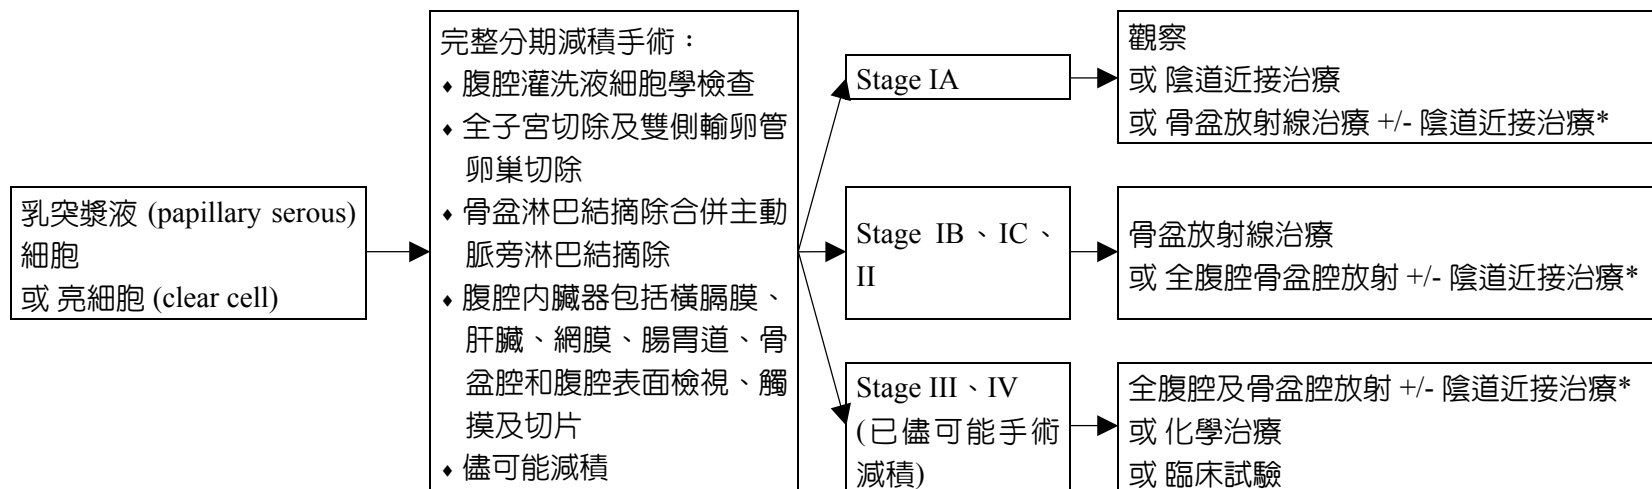 乳突漿液 (papillary serous)
細胞
或 亮細胞 (clear cell)
完整分期減積手術：
♦ 腹腔灌洗液細胞學檢查
♦ 全子宮切除及雙側輸卵管
卵巢切除
♦ 骨盆淋巴結摘除合併主動
脈旁淋巴結摘除
♦ 腹腔內臟器包括橫膈膜、
肝臟、網膜、腸胃道、骨
盆腔和腹腔表面檢視、觸
摸及切片
♦ 儘可能減積
Stage IA
觀察
或 陰道近接治療
或 骨盆放射線治療 +/- 陰道近接治療*
Stage IB、IC、
II
骨盆放射線治療
或 全腹腔骨盆腔放射 +/- 陰道近接治療*
Stage III、IV
(已儘可能手術
減積)
全腹腔及骨盆腔放射 +/- 陰道近接治療*
或 化學治療
或 臨床試驗